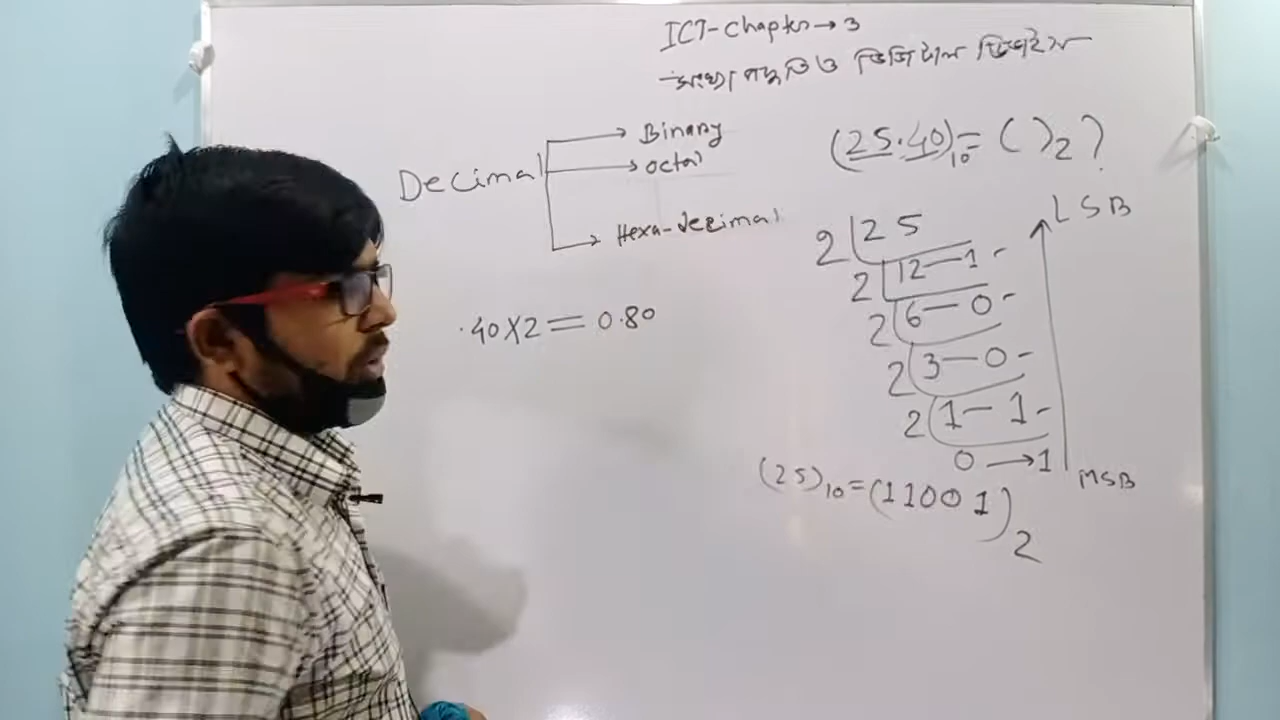 ICT-Chapter→3
সংখ্যা পদ্ধতি ও ডিজিটাল ডিভাইস
Decimal
→ Binary
→ octal
→ Hexa-decimal
.40X2=0.80
(25.40)10=( )2 ?
2 25
2 12—1
2 6—0
2 3—0
2 1—1
0→1
LSB
MSB
(25)10=(11001)2